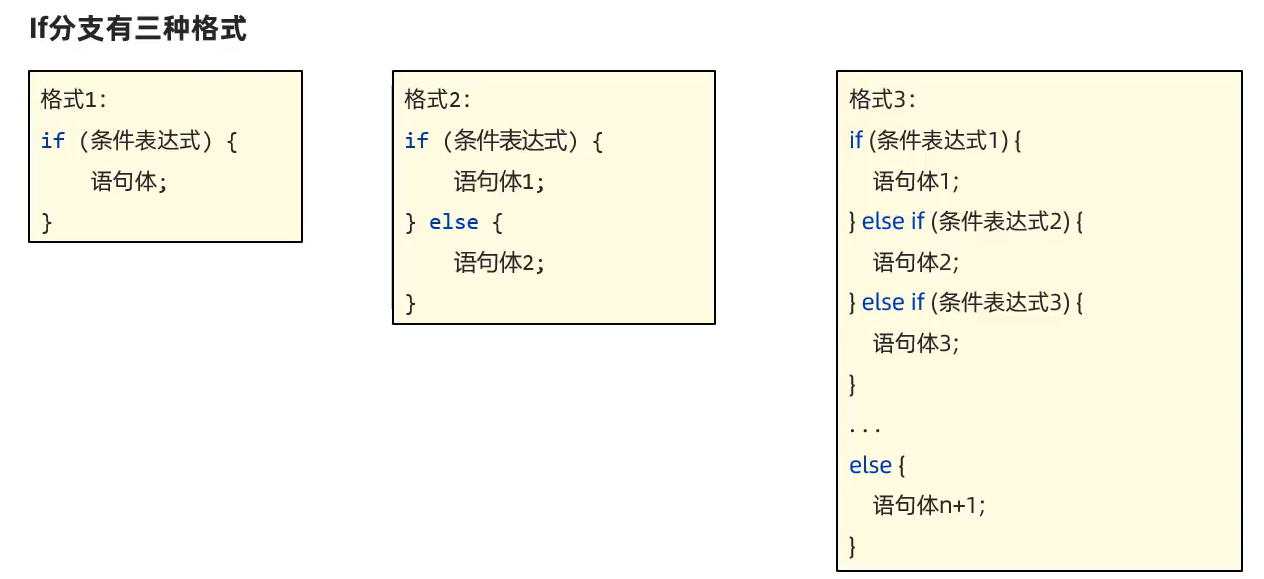 If分支有三种格式
格式1：
if (条件表达式) {
语句体;
}
格式2：
if (条件表达式) {
语句体1;
} else {
语句体2;
}
格式3：
if (条件表达式1) {
语句体1;
} else if (条件表达式2) {
语句体2;
} else if (条件表达式3) {
语句体3;
}
...
else {
语句体n+1;
}